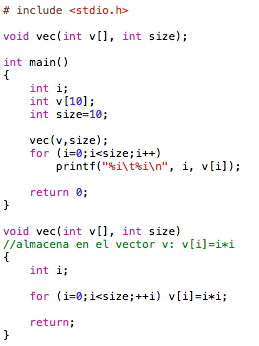 # include <stdio.h>
void vec(int v[], int size);
int main()
{
int i;
int v[10];
int size=10;
vec(v,size);
for (i=0;i<size;i++)
printf("%i\t%i\n", i, v[i]);
return 0;
}
void vec(int v[], int size)
//almacena en el vector v: v[i]=i*i
{
int i;
for (i=0;i<size;++i) v[i]=i*i;
return;
}